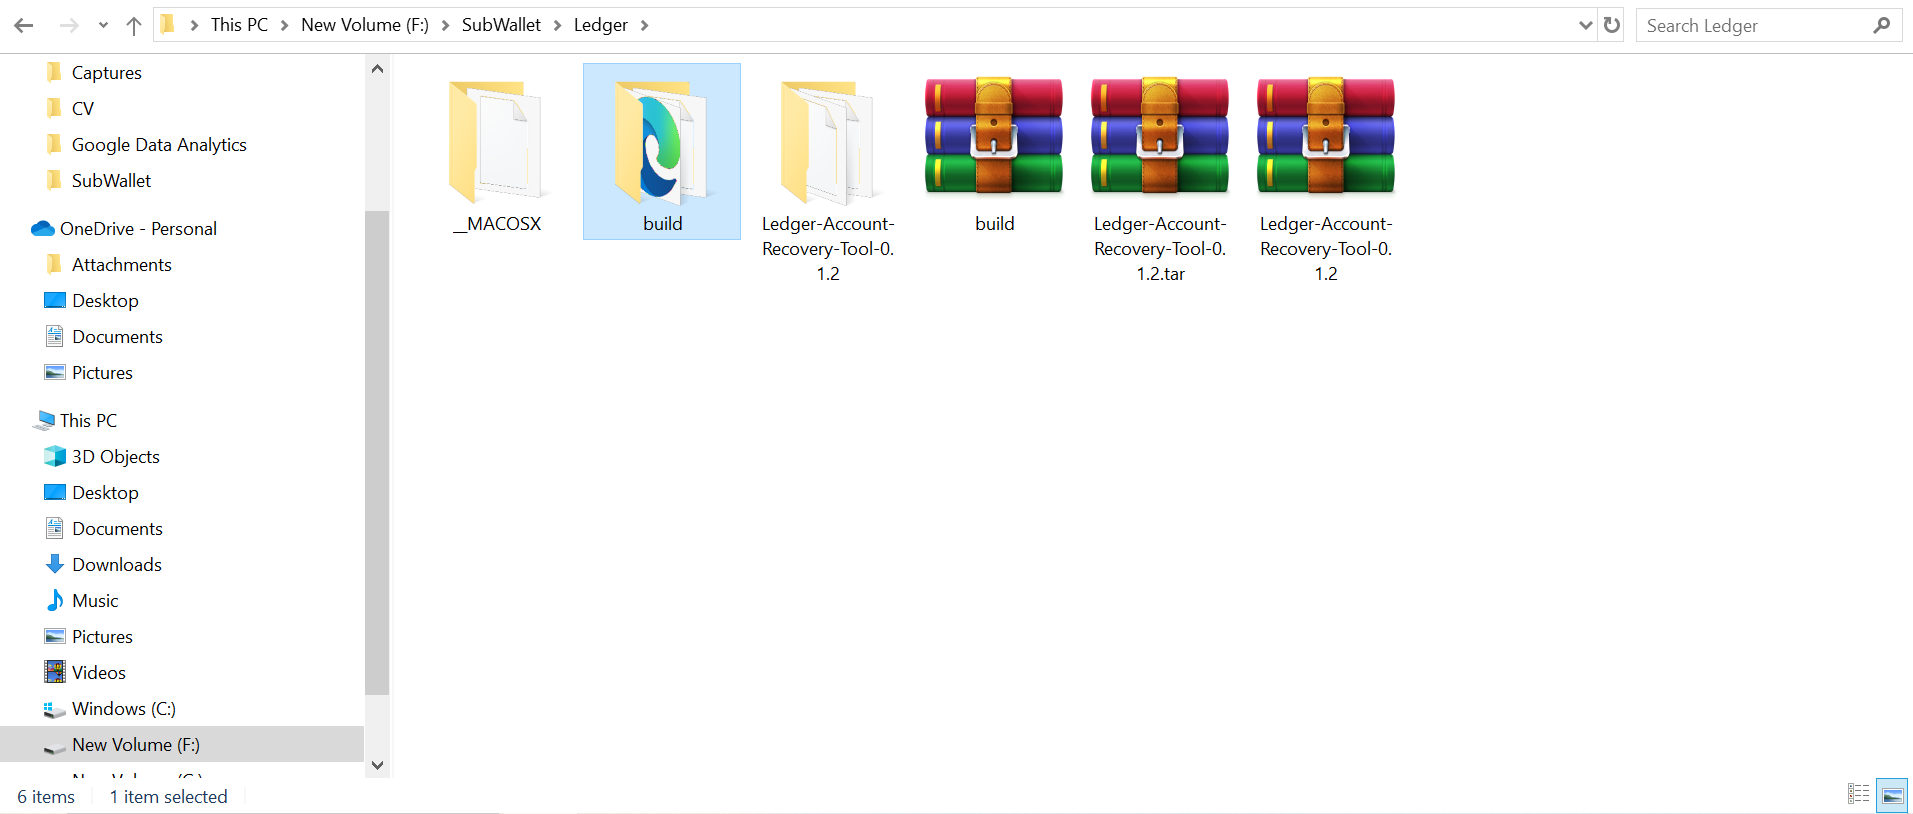 This PC
New Volume (F:)
SubWallet
Ledger
Search Ledger
Captures
CV
Google Data Analytics
SubWallet
OneDrive - Personal
Attachments
Desktop
Documents
Pictures
This PC
3D Objects
Desktop
Documents
Downloads
Music
Pictures
Videos
Windows (C:)
New Volume (F:)
__MACOSX
build
Ledger-Account-
Recovery-Tool-0.
1.2
build
Ledger-Account-
Recovery-Tool-0.
1.2.tar
Ledger-Account-
Recovery-Tool-0.
1.2
6 items
1 item selected